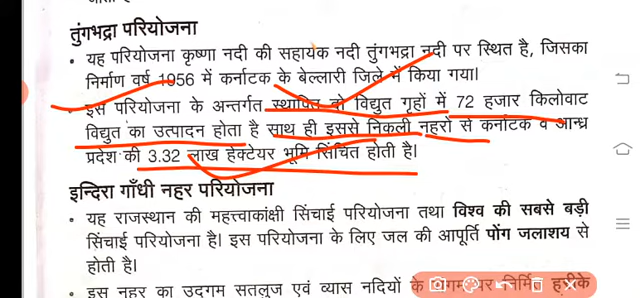 तुंगभद्रा परियोजना
• यह परियोजना कृष्णा नदी की सहायक नदी तुंगभद्रा नदी पर स्थित है, जिसका
निर्माण वर्ष 1956 में कर्नाटक के बेल्लारी जिले में किया गया।
• इस परियोजना के अन्तर्गत स्थापित दो विद्युत गृहों में 72 हजार किलोवाट
विद्युत का उत्पादन होता है साथ ही इससे निकली नहरों से कर्नाटक व आन्ध्र
प्रदेश की 3.32 लाख हेक्टेयर भूमि सिंचित होती है।
इन्दिरा गाँधी नहर परियोजना
• यह राजस्थान की महत्त्वाकांक्षी सिंचाई परियोजना तथा विश्व की सबसे बड़ी
सिंचाई परियोजना है। इस परियोजना के लिए जल की आपूर्ति पोंग जलाशय से
होती है।
• इस नहर का उद्गम सतलुज एवं व्यास नदियों के पर निर्मित हरीके